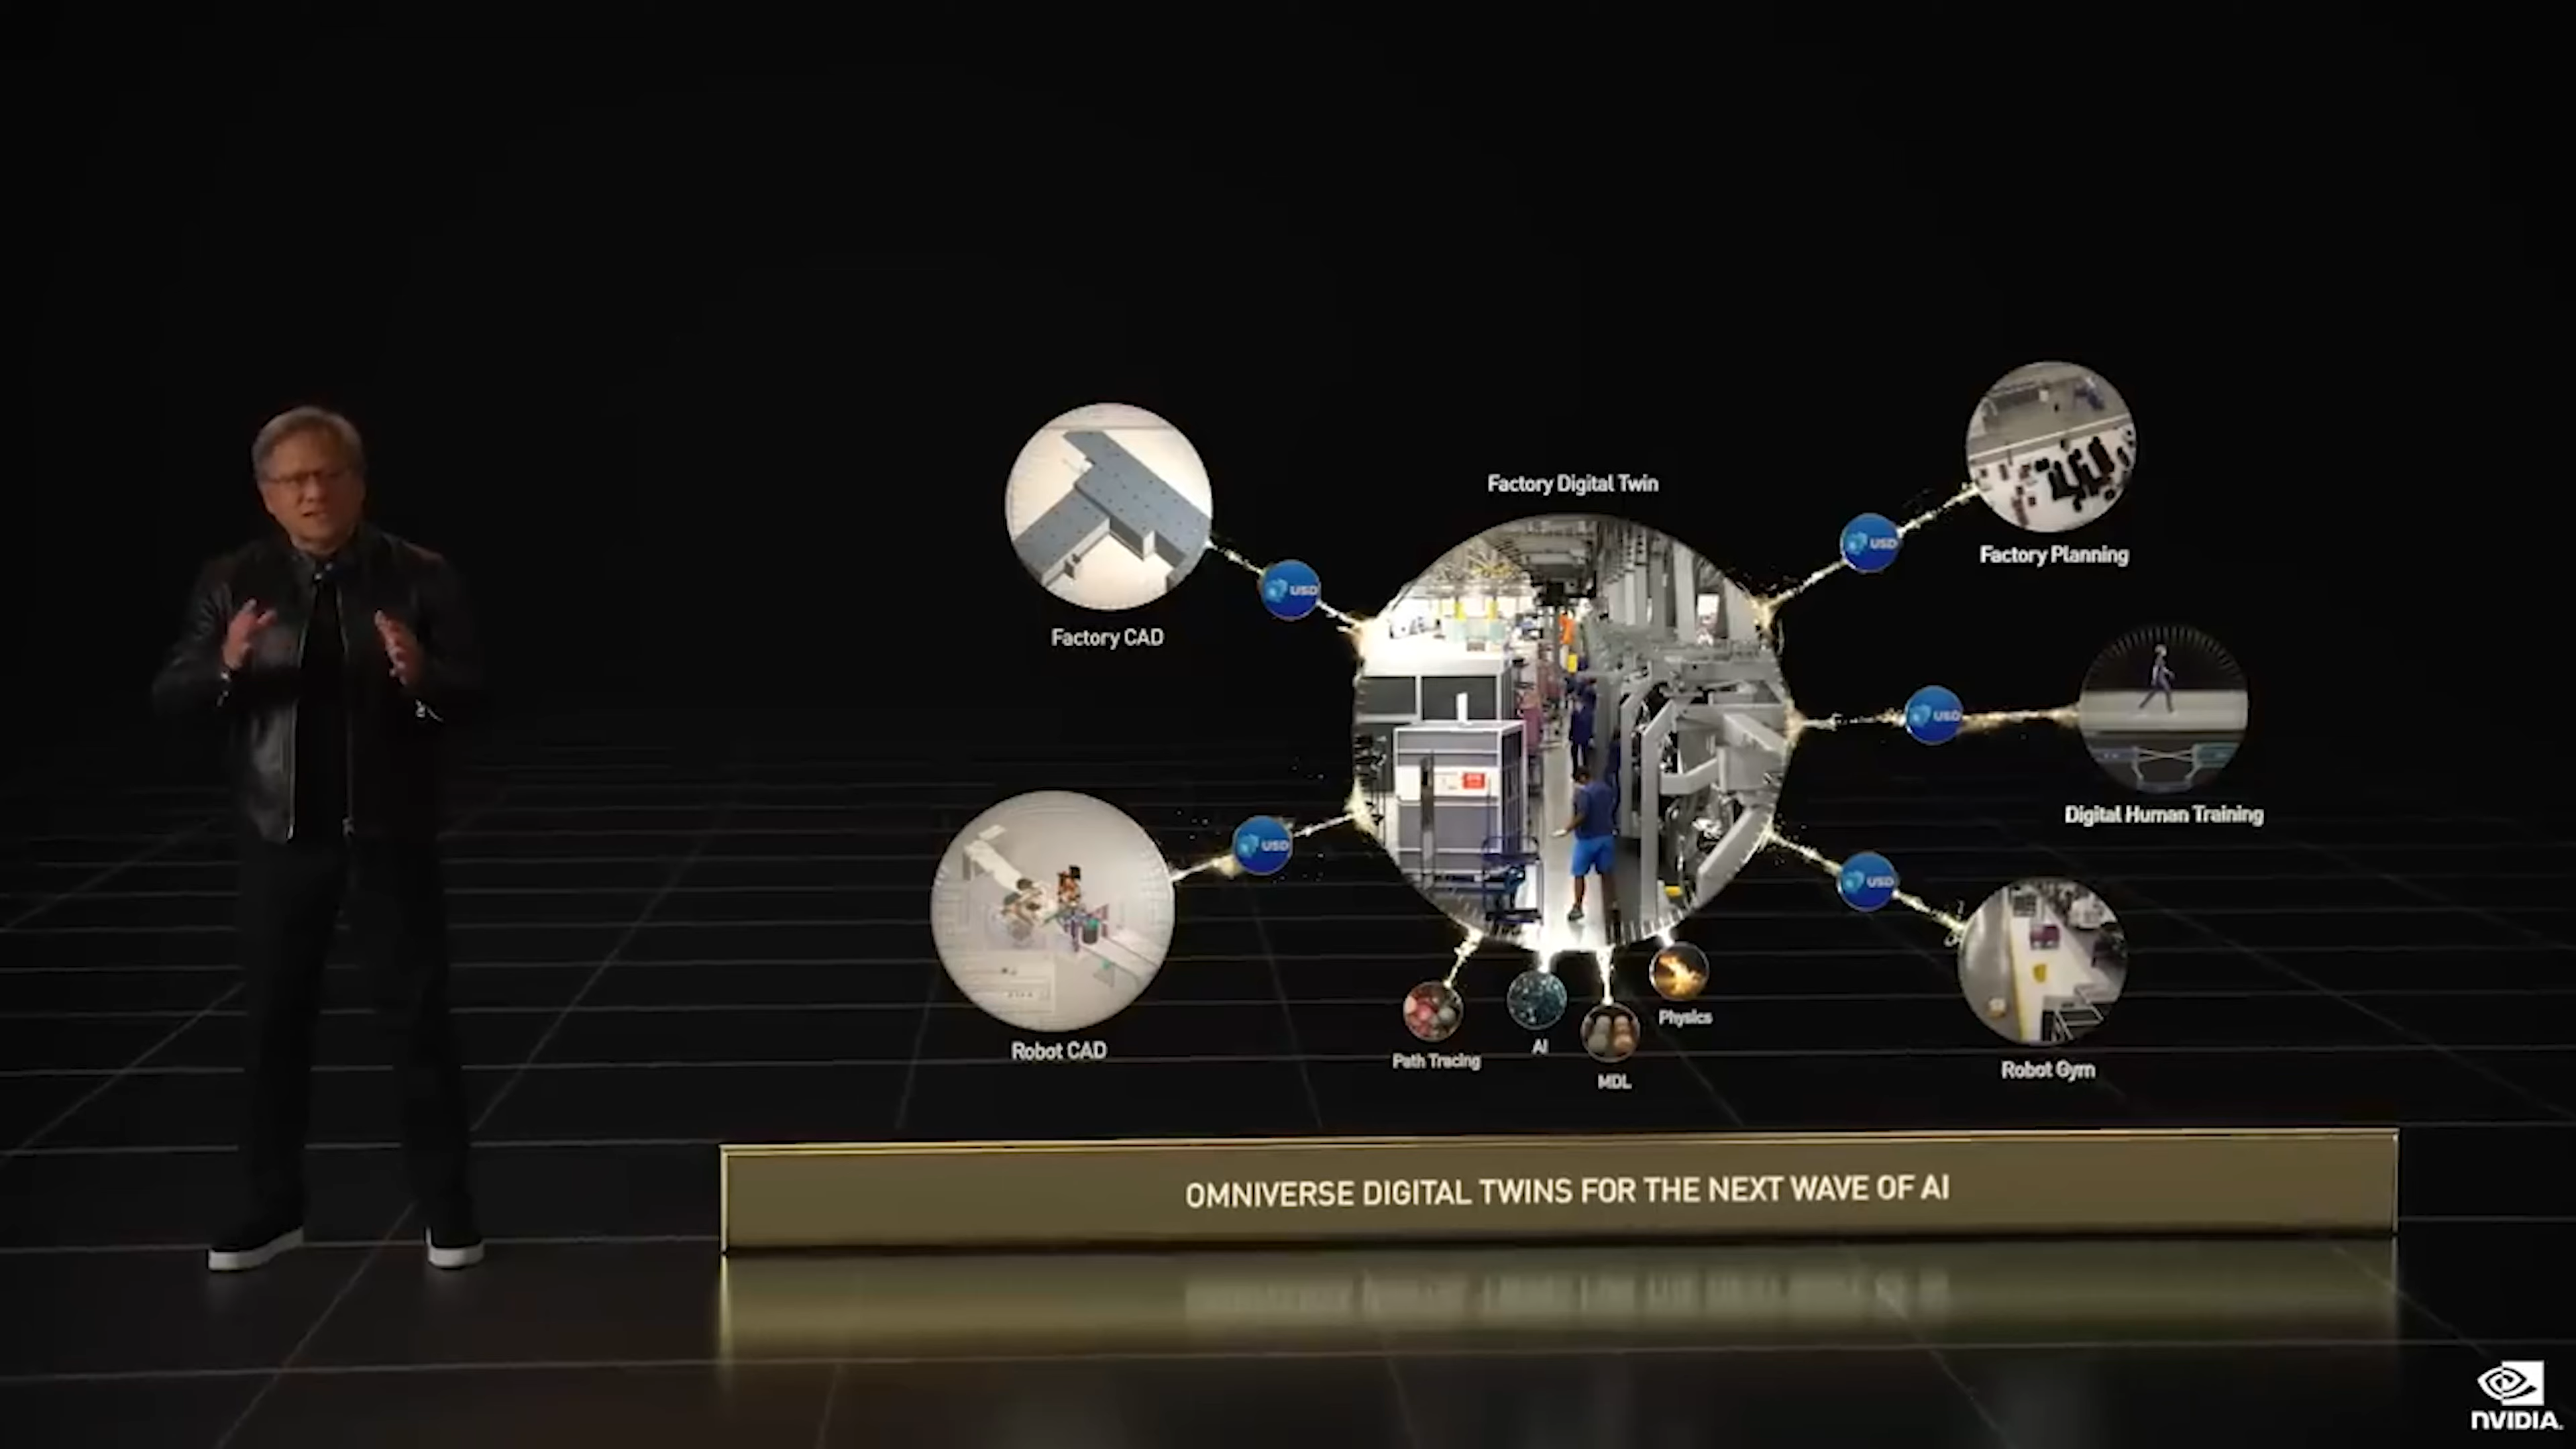 Factory Digital Twin
Factory CAD
USD
USD
Factory Planning
USD
Digital Human Training
Robot CAD
USD
USD
Robot Gym
Path Tracing
AI
MDL
Physics
OMNIVERSE DIGITAL TWINS FOR THE NEXT WAVE OF AI
NVIDIA.